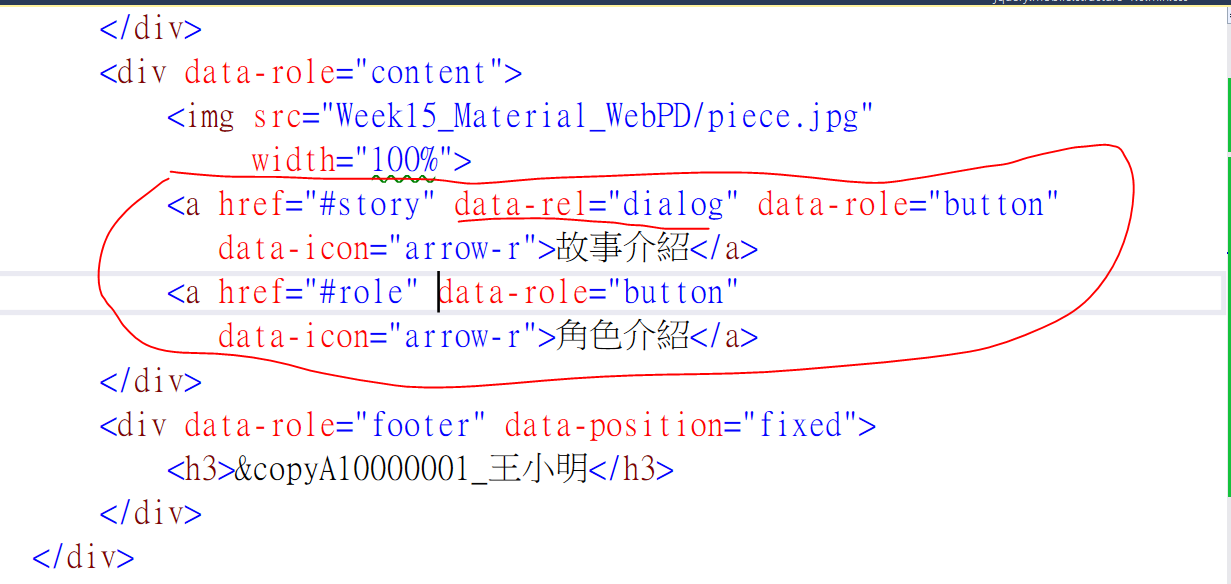 </div>
<div data-role="content">
<img src="Week15_Material_WebPD/piece.jpg"
width="100%">
<a href="#story" data-rel="dialog" data-role="button"
data-icon="arrow-r">故事介紹</a>
<a href="#role" data-role="button"
data-icon="arrow-r">角色介紹</a>
</div>
<div data-role="footer" data-position="fixed">
<h3>&copyA10000001_王小明</h3>
</div>
</div>